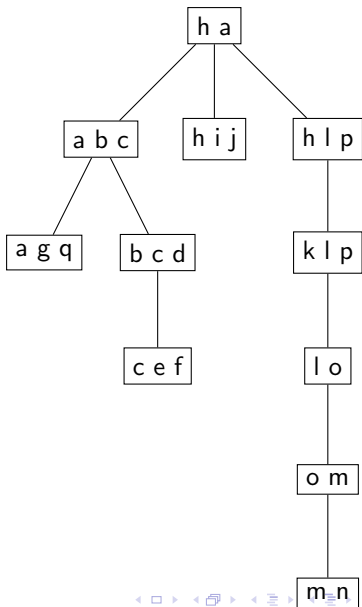 h a
a b c
h i j
h l p
a g q
b c d
k l p
c e f
l o
o m
m n